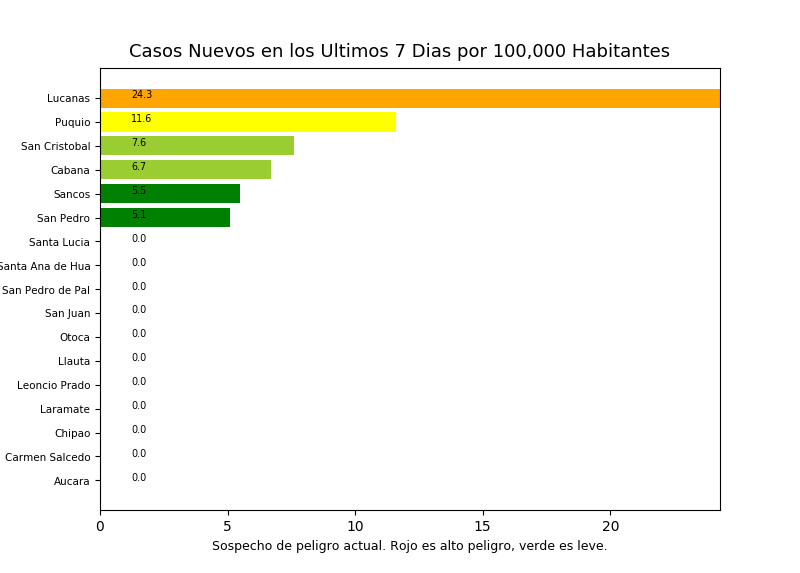 Casos Nuevos en los Ultimos 7 Dias por 100,000 Habitantes
Lucanas 24.3
Puquio 11.6
San Cristobal 7.6
Cabana 6.7
Sancos 5.5
San Pedro 5.1
Santa Lucia 0.0
Santa Ana de Hua 0.0
San Pedro de Pal 0.0
San Juan 0.0
Otoca 0.0
Llauta 0.0
Leoncio Prado 0.0
Laramate 0.0
Chipao 0.0
Carmen Salcedo 0.0
Aucara 0.0
0 5 10 15 20
Sospecho de peligro actual. Rojo es alto peligro, verde es leve.